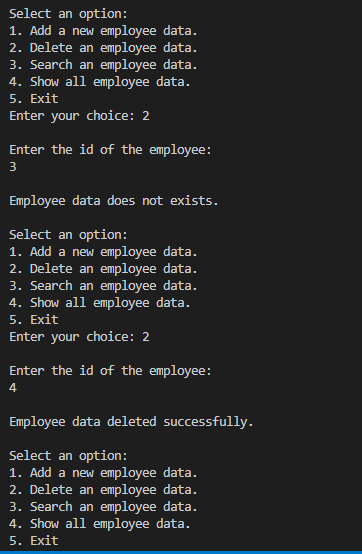 Select an option:
1. Add a new employee data.
2. Delete an employee data.
3. Search an employee data.
4. Show all employee data.
5. Exit
Enter your choice: 2
Enter the id of the employee:
3
Employee data does not exists.
Select an option:
1. Add a new employee data.
2. Delete an employee data.
3. Search an employee data.
4. Show all employee data.
5. Exit
Enter your choice: 2
Enter the id of the employee:
4
Employee data deleted successfully.
Select an option:
1. Add a new employee data.
2. Delete an employee data.
3. Search an employee data.
4. Show all employee data.
5. Exit